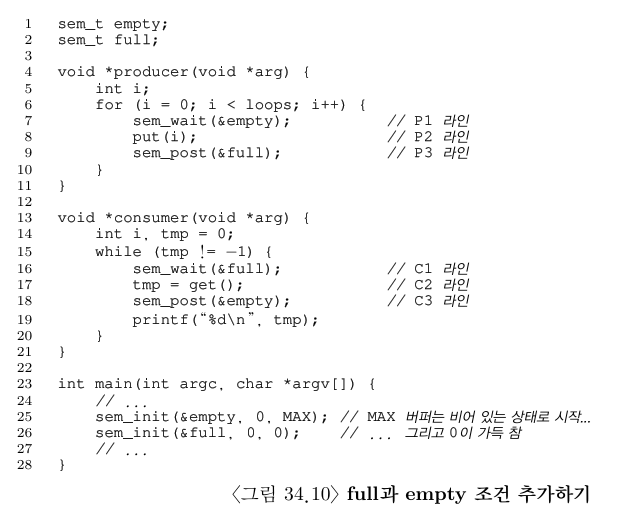 1 sem_t empty;
2 sem_t full;
3
4 void *producer(void *arg) {
5 int i;
6 for (i = 0; i < loops; i++) {
7 sem_wait(&empty); // P1 라인
8 put(i); // P2 라인
9 sem_post(&full); // P3 라인
10 }
11 }
12
13 void *consumer(void *arg) {
14 int i, tmp = 0;
15 while (tmp != −1) {
16 sem_wait(&full); // C1 라인
17 tmp = get(); // C2 라인
18 sem_post(&empty); // C3 라인
19 printf(“%d\n”, tmp);
20 }
21 }
22
23 int main(int argc, char *argv[]) {
24 // ...
25 sem_init(&empty, 0, MAX); // MAX 버퍼는 비어 있는 상태로 시작...
26 sem_init(&full, 0, 0); // ... 그리고 0이 가득 참
27 // ...
28 }
〈그림 34.10〉 full과 empty 조건 추가하기